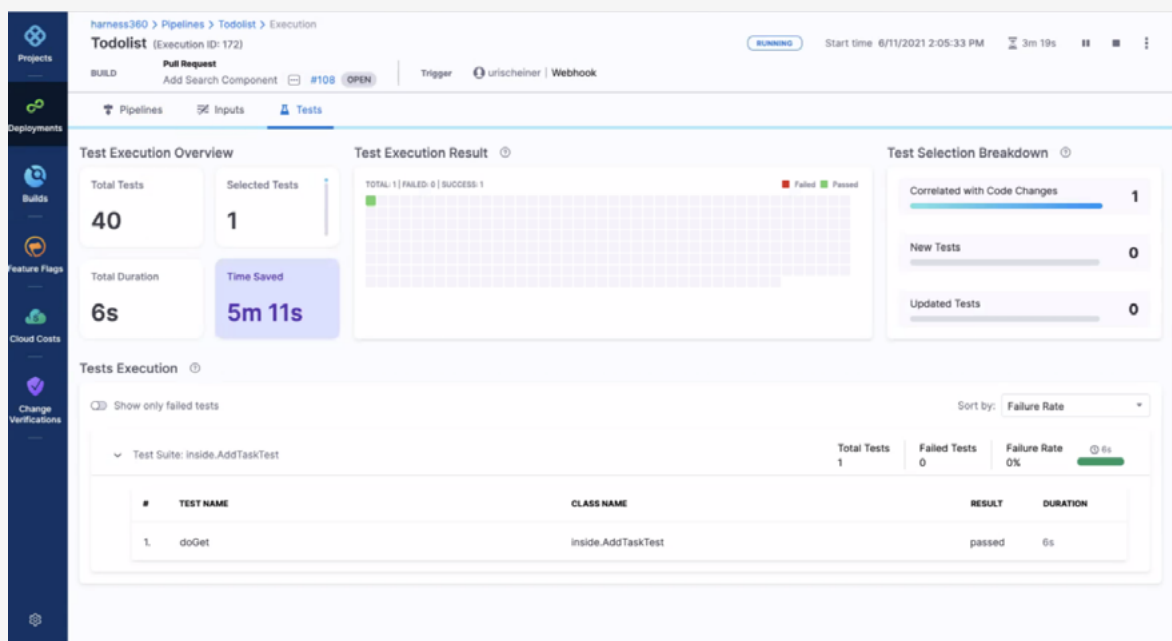 harness360 > Pipelines > Todolist > Execution
Todolist (Execution ID: 172)
RUNNING
Start time 6/11/2021 2:05:33 PM
3m 19s
BUILD
Pull Request
Add Search Component #108 OPEN
Trigger urischeiner | Webhook
Pipelines Inputs Tests
Projects
Deployments
Builds
Feature Flags
Cloud Costs
Change
Verifications
Test Execution Overview
Total Tests
40
Selected Tests
1
Total Duration
6s
Time Saved
5m 11s
Test Execution Result
TOTAL: 1 | FAILED: 0 | SUCCESS: 1
Failed Passed
Test Selection Breakdown
Correlated with Code Changes 1
New Tests 0
Updated Tests 0
Tests Execution
Show only failed tests
Sort by: Failure Rate
Test Suite: inside.AddTaskTest
Total Tests
1
Failed Tests
0
Failure Rate
0%
6s
# TEST NAME CLASS NAME RESULT DURATION
1. doGet inside.AddTaskTest passed 6s